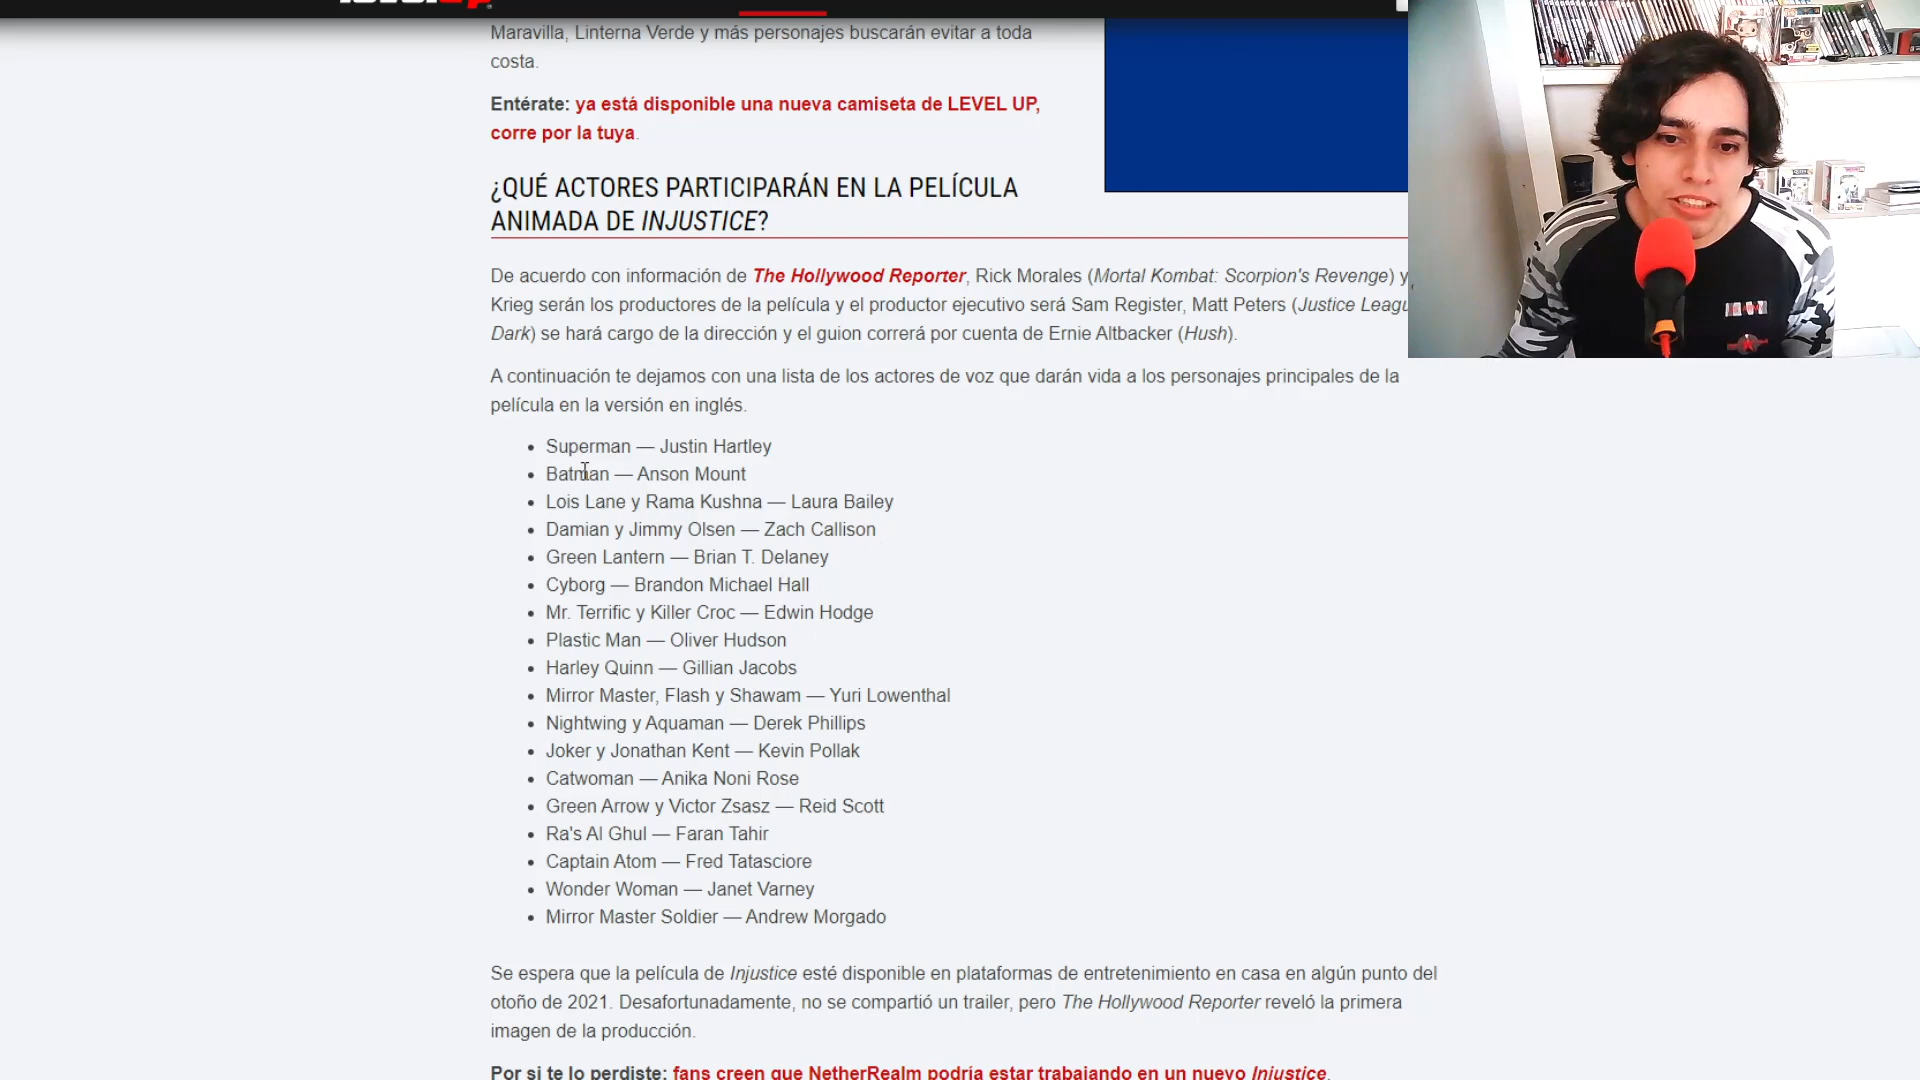 Maravilla, Linterna Verde y más personajes buscarán evitar a toda
costa.
Entérate: ya está disponible una nueva camiseta de LEVEL UP,
corre por la tuya.
¿QUÉ ACTORES PARTICIPARÁN EN LA PELÍCULA
ANIMADA DE INJUSTICE?
De acuerdo con información de The Hollywood Reporter, Rick Morales (Mortal Kombat: Scorpion's Revenge) y
Krieg serán los productores de la película y el productor ejecutivo será Sam Register, Matt Peters (Justice Leagu
Dark) se hará cargo de la dirección y el guion correrá por cuenta de Ernie Altbacker (Hush).
A continuación te dejamos con una lista de los actores de voz que darán vida a los personajes principales de la
película en la versión en inglés.
• Superman — Justin Hartley
• Batman — Anson Mount
• Lois Lane y Rama Kushna — Laura Bailey
• Damian y Jimmy Olsen — Zach Callison
• Green Lantern — Brian T. Delaney
• Cyborg — Brandon Michael Hall
• Mr. Terrific y Killer Croc — Edwin Hodge
• Plastic Man — Oliver Hudson
• Harley Quinn — Gillian Jacobs
• Mirror Master, Flash y Shawam — Yuri Lowenthal
• Nightwing y Aquaman — Derek Phillips
• Joker y Jonathan Kent — Kevin Pollak
• Catwoman — Anika Noni Rose
• Green Arrow y Victor Zsasz — Reid Scott
• Ra's Al Ghul — Faran Tahir
• Captain Atom — Fred Tatasciore
• Wonder Woman — Janet Varney
• Mirror Master Soldier — Andrew Morgado
Se espera que la película de Injustice esté disponible en plataformas de entretenimiento en casa en algún punto del
otoño de 2021. Desafortunadamente, no se compartió un trailer, pero The Hollywood Reporter reveló la primera
imagen de la producción.
Por si te lo perdiste: fans creen que NetherRealm podría estar trabajando en un nuevo Injustice.